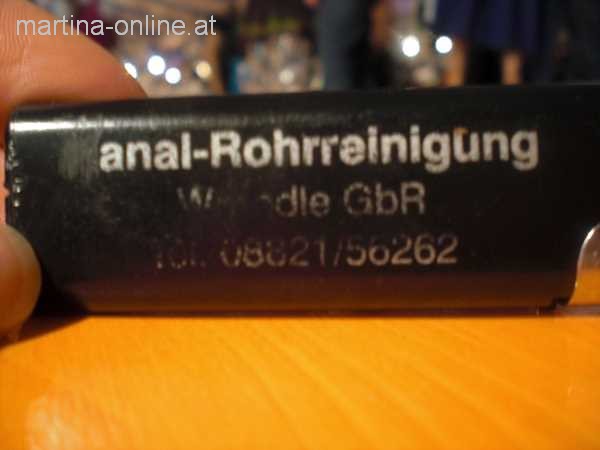 martina-online.at
anal-Rohrreinigung
GbR
Tel. 08821/56262